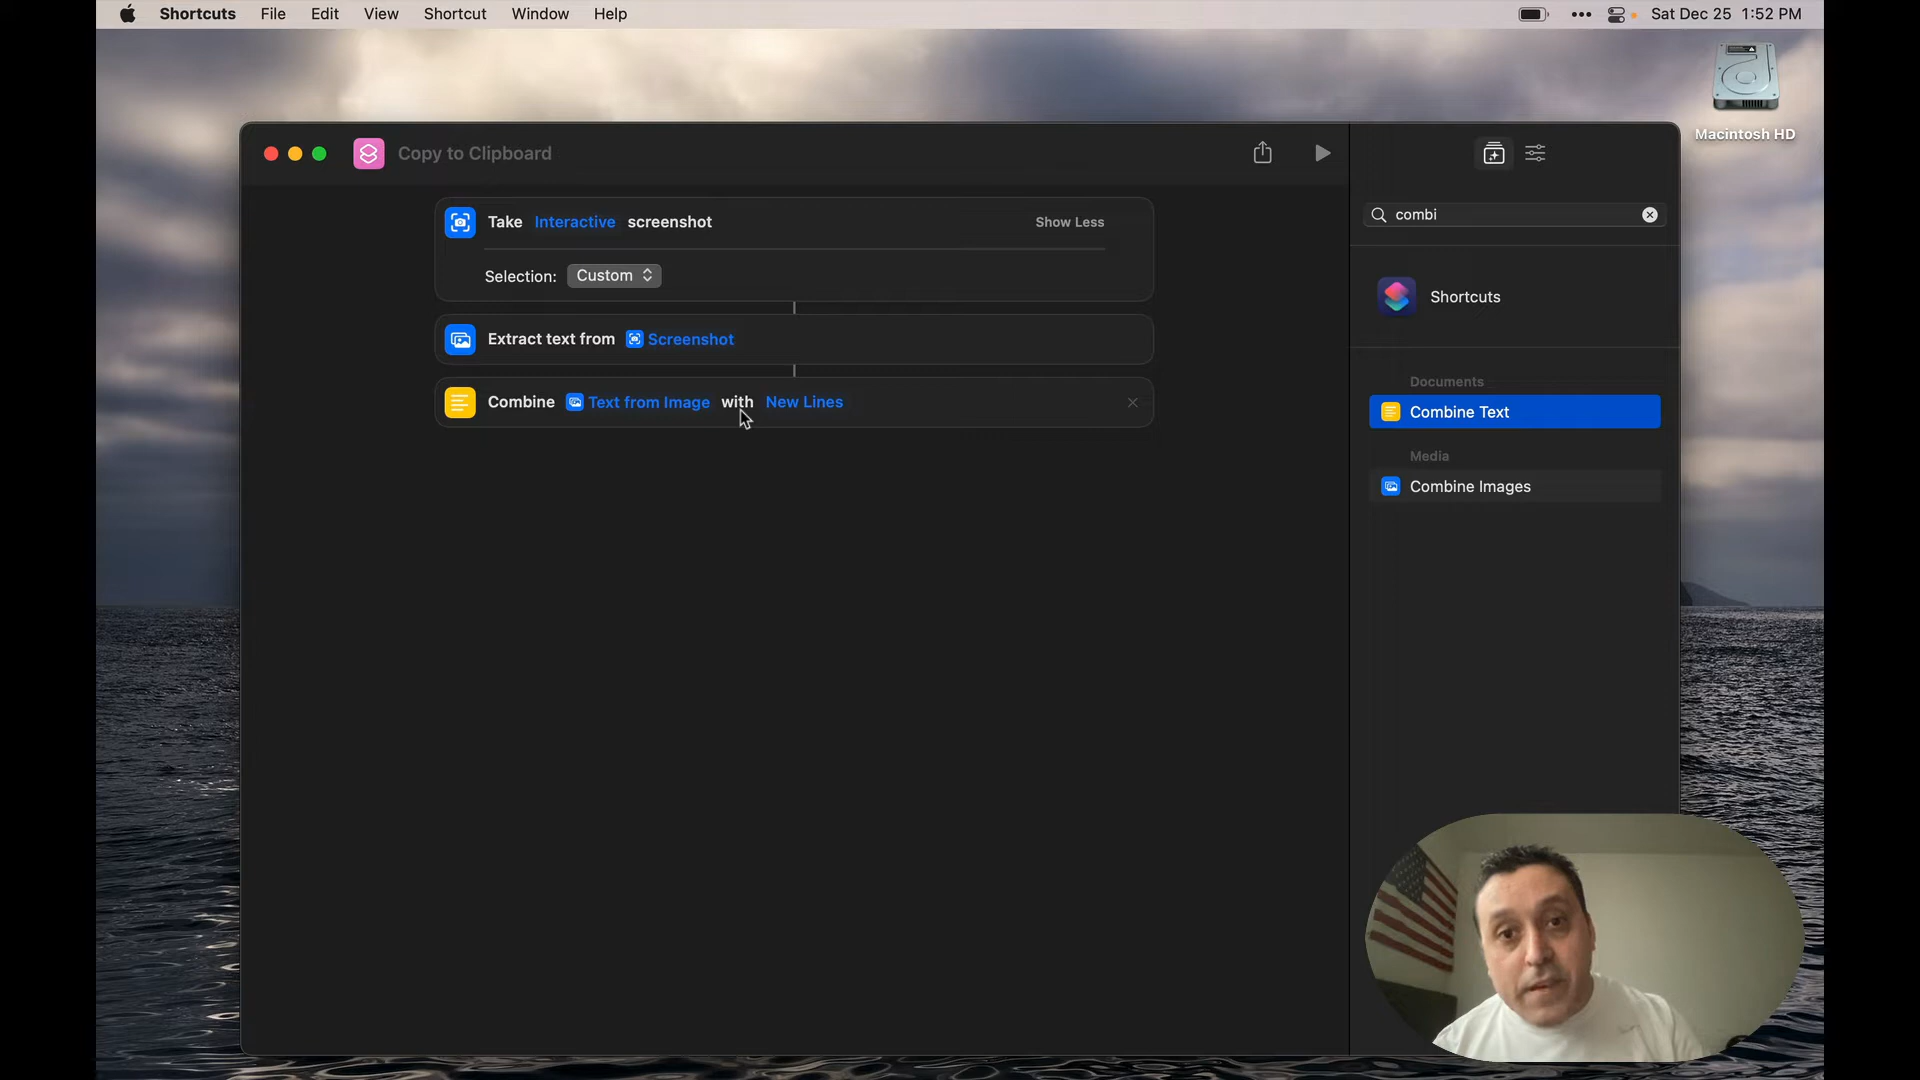 Shortcuts File Edit View Shortcut Window Help
Sat Dec 25 1:52 PM
Macintosh HD
Copy to Clipboard
Take Interactive screenshot
Show Less
Selection: Custom
Extract text from Screenshot
Combine Text from Image with New Lines
combi
Shortcuts
Documents
Combine Text
Media
Combine Images